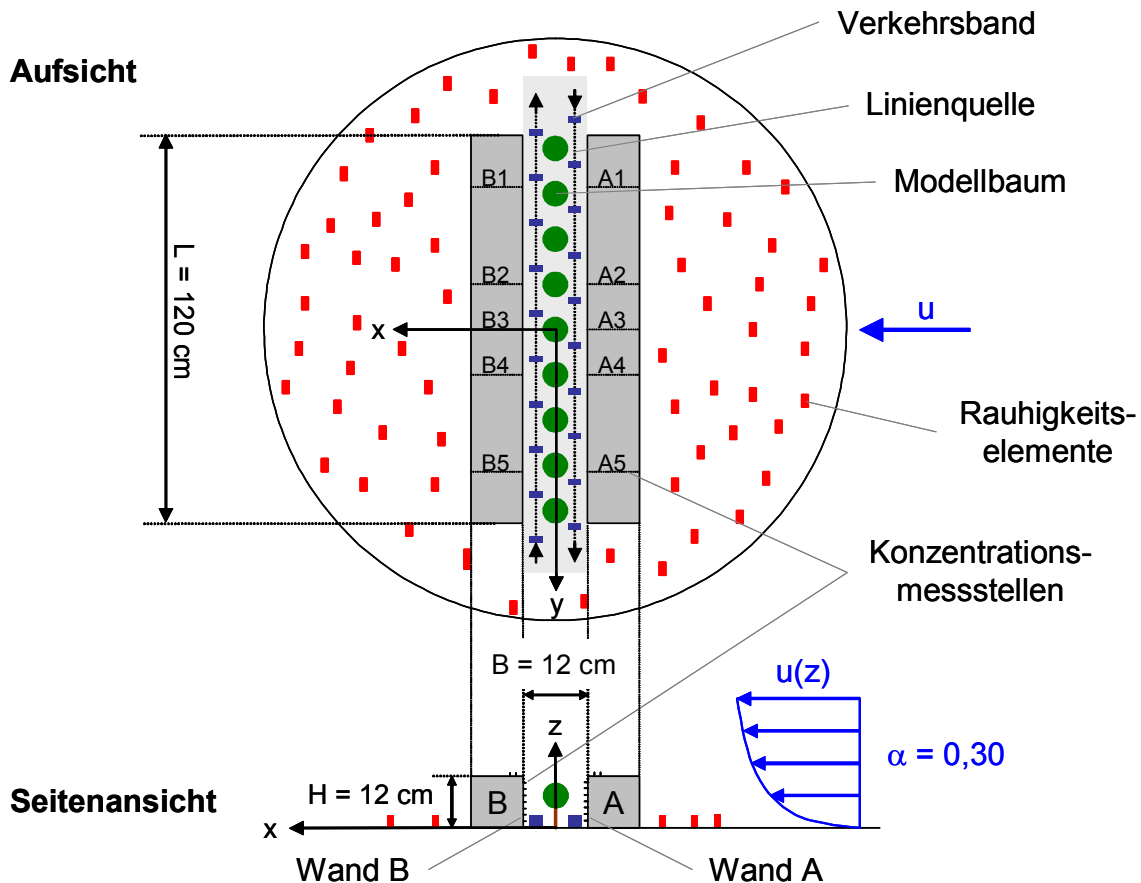 Aufsicht
Verkehrsband
Linienquelle
Modellbaum
B1
A1
L = 120 cm
B2
A2
B3
A3
x
u
B4
A4
Rauhigkeits-
elemente
B5
A5
Konzentrations-
messstellen
y
B = 12 cm
u(z)
z
α = 0,30
Seitenansicht
H = 12 cm
B
A
x
Wand B
Wand A